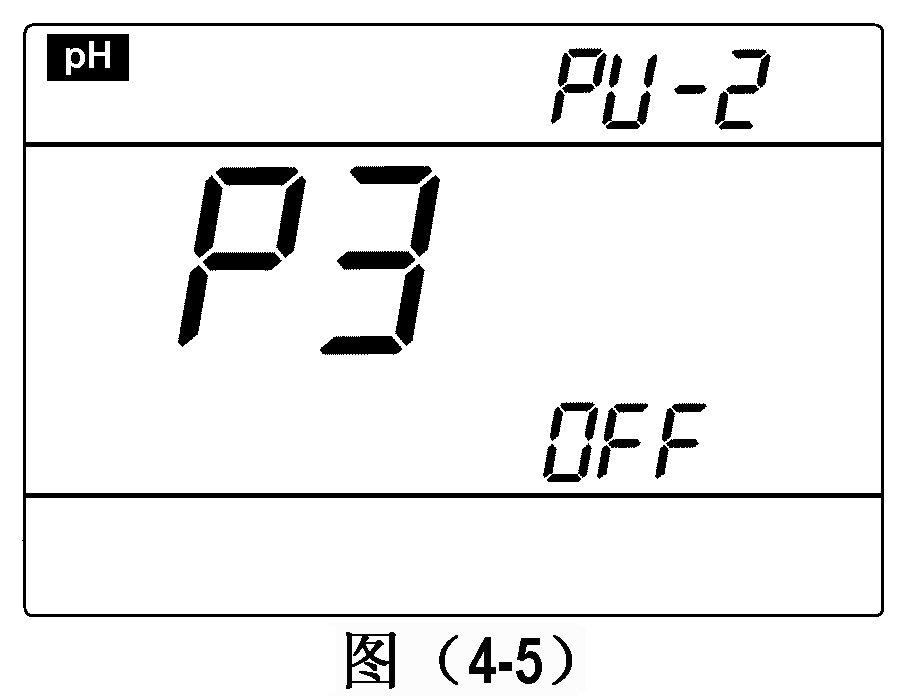 pH
PU-2
P3
OFF
图（4-5）